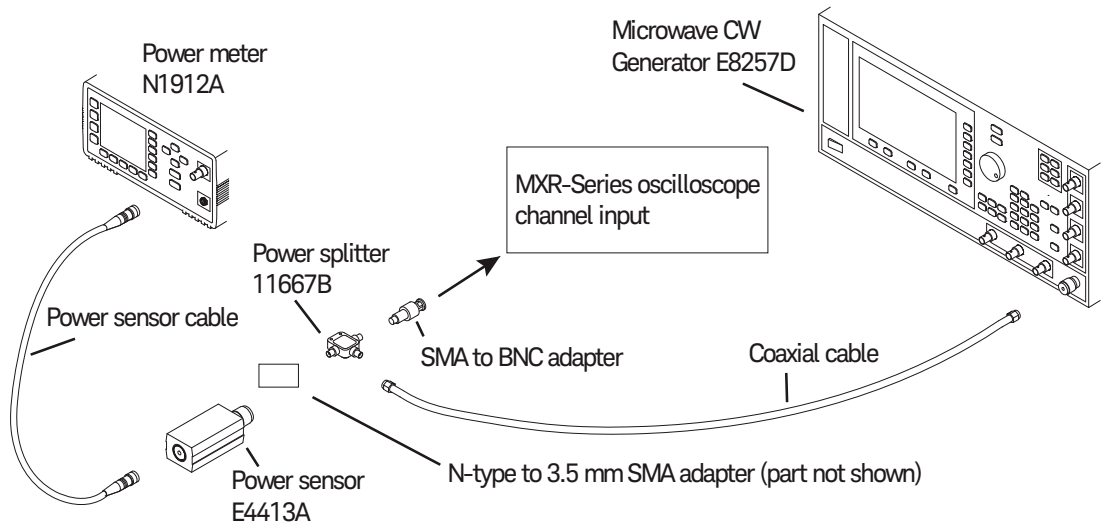 Microwave CW
Generator E8257D
Power meter
N1912A
MXR-Series oscilloscope
channel input
Power splitter
11667B
Power sensor cable
SMA to BNC adapter
Coaxial cable
N-type to 3.5 mm SMA adapter (part not shown)
Power sensor
E4413A